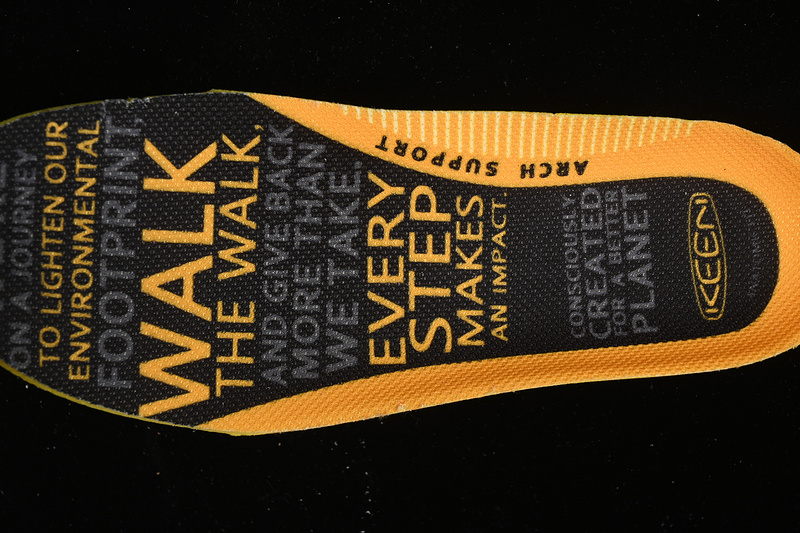 ON A JOURNEY
TO LIGHTEN OUR
ENVIRONMENTAL
FOOTPRINT,
WALK
THE WALK,
AND GIVE BACK
MORE THAN
WE TAKE.
EVERY
STEP
MAKES
AN IMPACT.
CONSCIOUSLY
CREATED
FOR A BETTER
PLANET
KEEN
ARCH SUPPORT